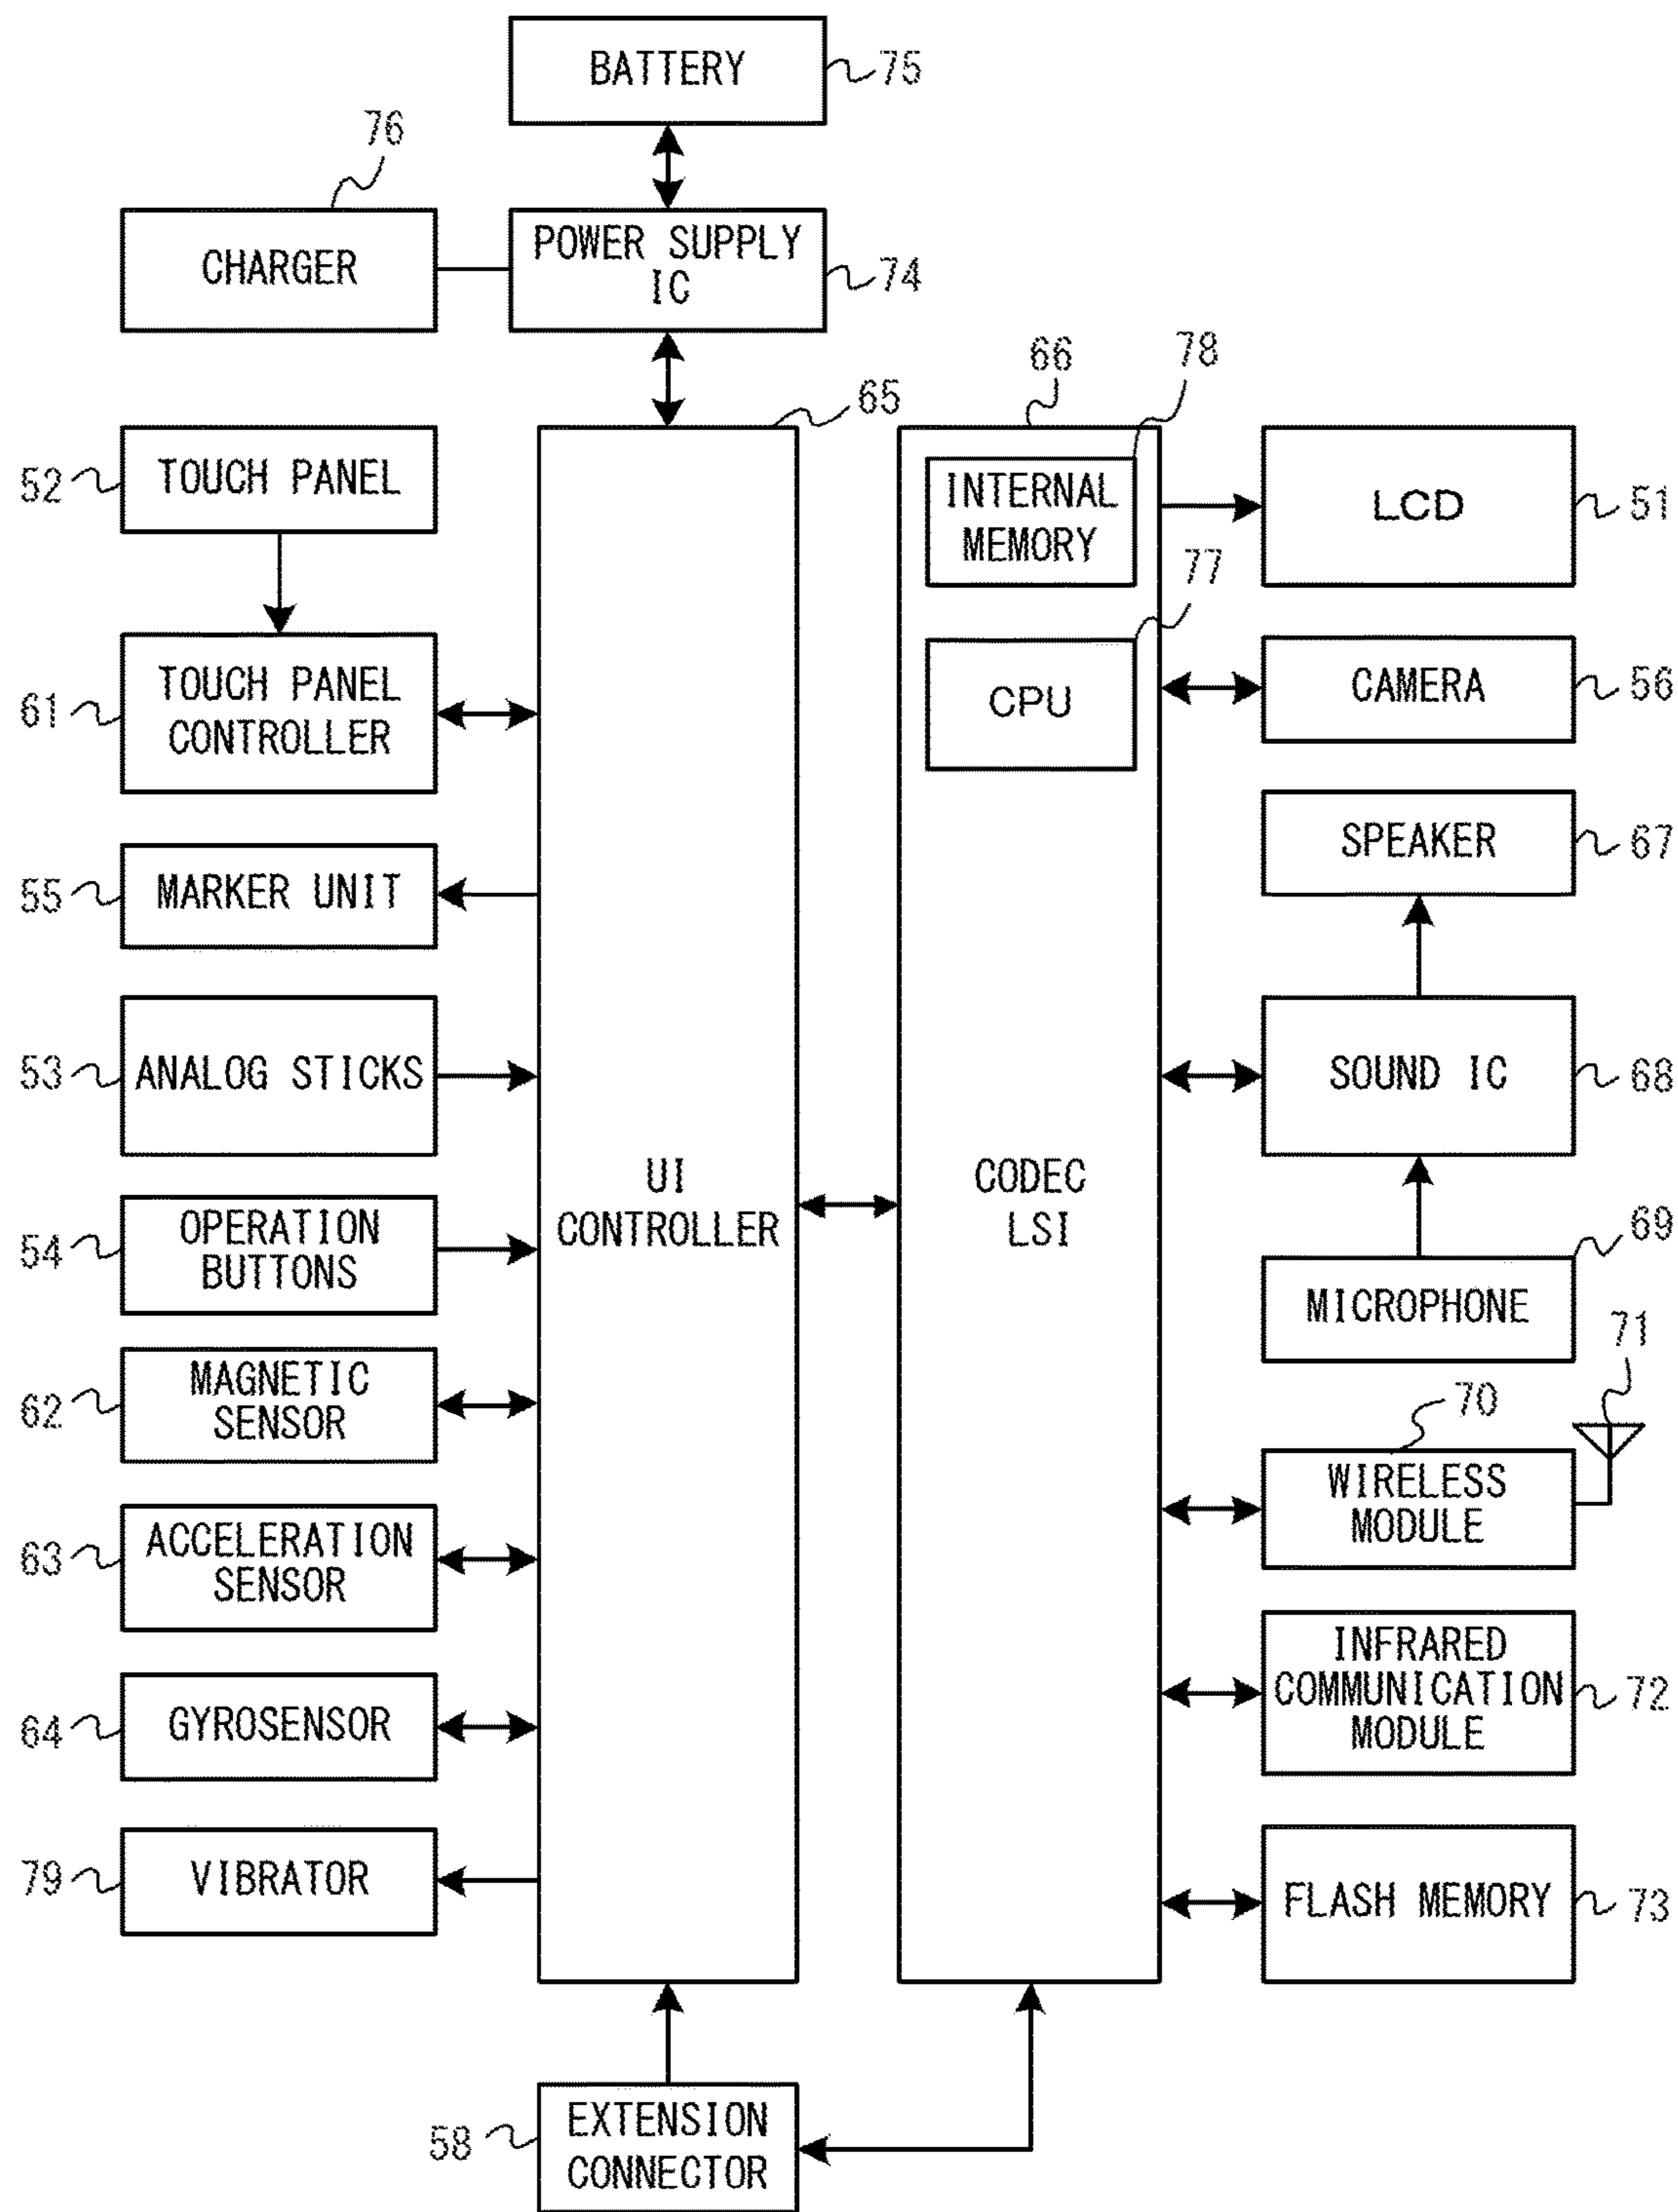 BATTERY
75
76
CHARGER
POWER SUPPLY
IC
74
65
66
78
52
TOUCH PANEL
INTERNAL
MEMORY
LCD
51
77
61
TOUCH PANEL
CONTROLLER
CPU
CAMERA
56
SPEAKER
67
55
MARKER UNIT
53
ANALOG STICKS
SOUND IC
68
UI
CONTROLLER
CODEC
LSI
54
OPERATION
BUTTONS
69
MICROPHONE
71
62
MAGNETIC
SENSOR
70
WIRELESS
MODULE
63
ACCELERATION
SENSOR
INFRARED
COMMUNICATION
MODULE
72
64
GYROSENSOR
79
VIBRATOR
FLASH MEMORY
73
58
EXTENSION
CONNECTOR